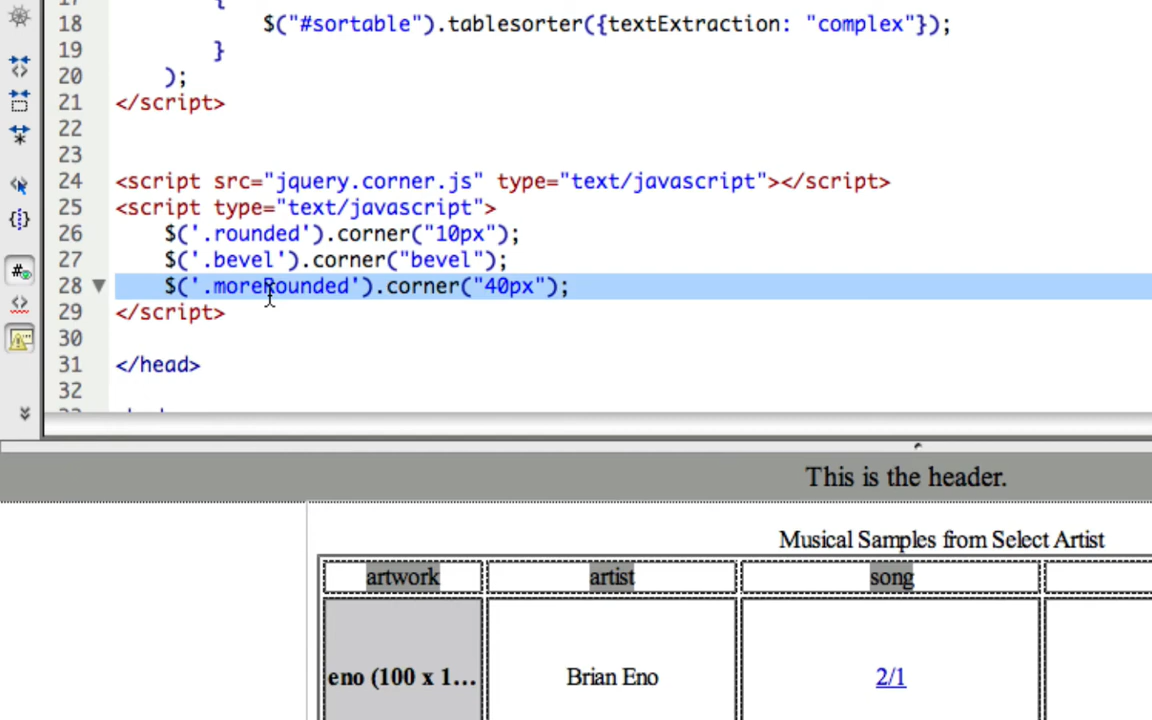 17 {
18 $("#sortable").tablesorter({textExtraction: "complex"});
19 }
20 );
21 </script>
22
23
24 <script src="jquery.corner.js" type="text/javascript"></script>
25 <script type="text/javascript">
26 $('.rounded').corner("10px");
27 $('.bevel').corner("bevel");
28 $('.moreRounded').corner("40px");
29 </script>
30
31 </head>
32
This is the header.
Musical Samples from Select Artist
artwork artist song
eno (100 x 1... Brian Eno 2/1